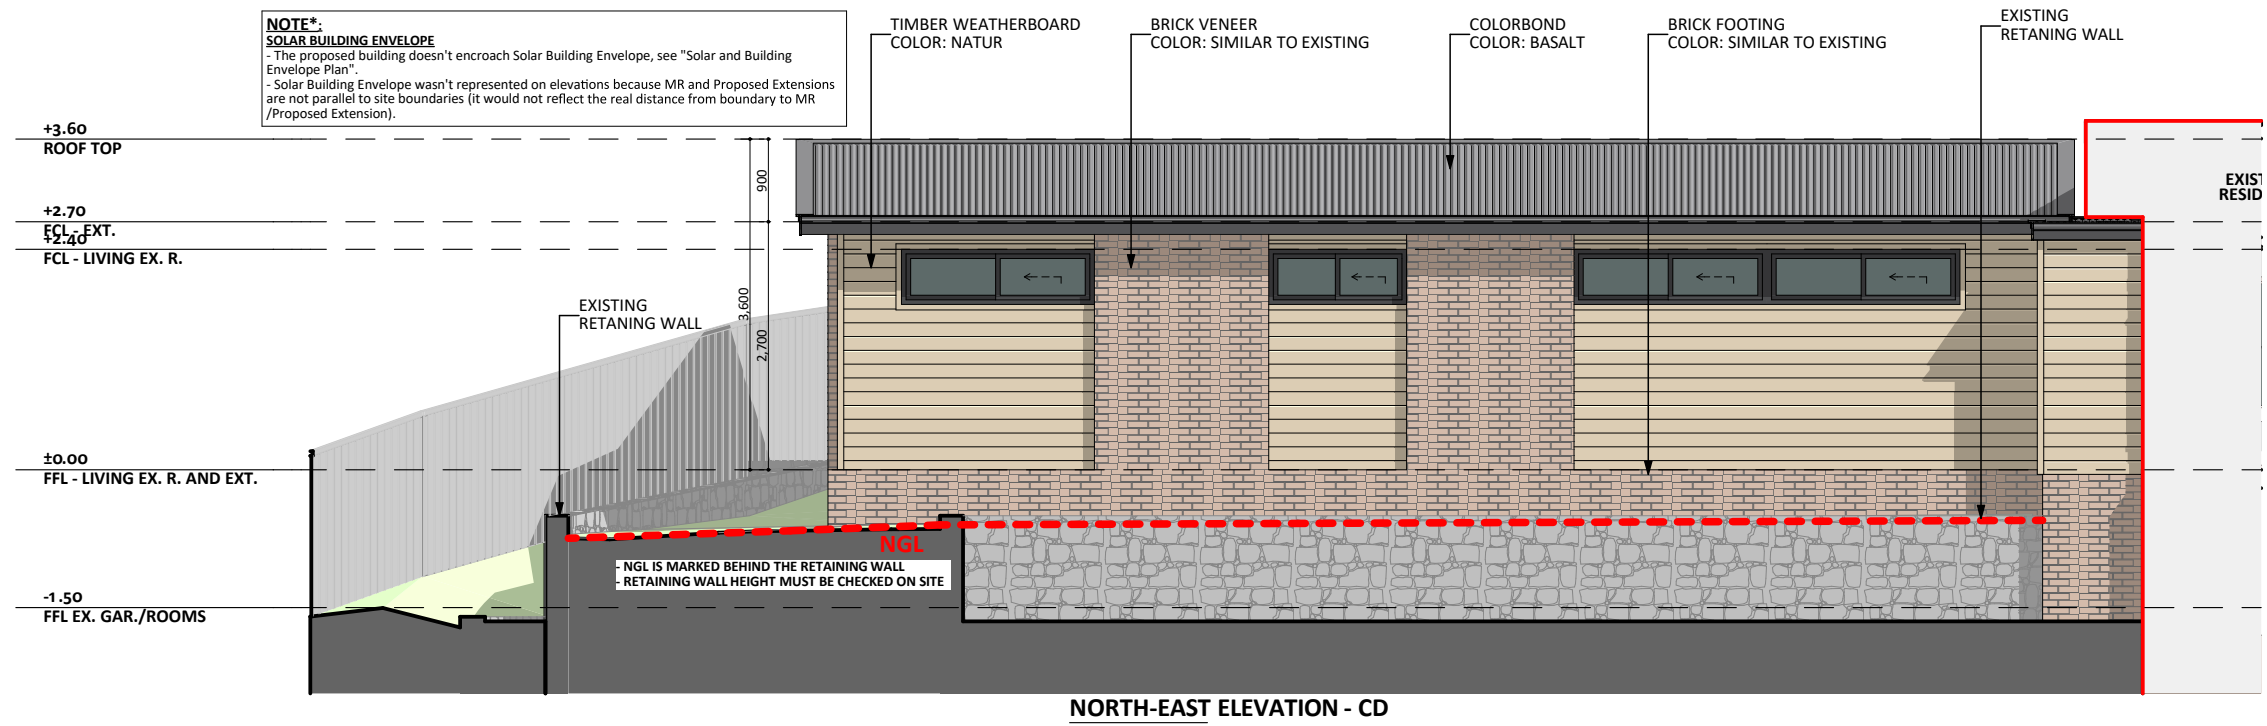 NOTE*:
SOLAR BUILDING ENVELOPE
- The proposed building doesn't encroach Solar Building Envelope, see "Solar and Building
Envelope Plan".
- Solar Building Envelope wasn't represented on elevations because MR and Proposed Extensions
are not parallel to site boundaries (it would not reflect the real distance from boundary to MR
/Proposed Extension).
TIMBER WEATHERBOARD
COLOR: NATUR
BRICK VENEER
COLOR: SIMILAR TO EXISTING
COLORBOND
COLOR: BASALT
BRICK FOOTING
COLOR: SIMILAR TO EXISTING
EXISTING
RETANING WALL
+3.60
ROOF TOP
+2.70
FCL - EXT.
+2.40
FCL - LIVING EX. R.
±0.00
FFL - LIVING EX. R. AND EXT.
-1.50
FFL EX. GAR./ROOMS
900
3,600
2,700
EXISTING
RETANING WALL
EXIST
RESID
NGL
- NGL IS MARKED BEHIND THE RETAINING WALL
- RETAINING WALL HEIGHT MUST BE CHECKED ON SITE
NORTH-EAST ELEVATION - CD